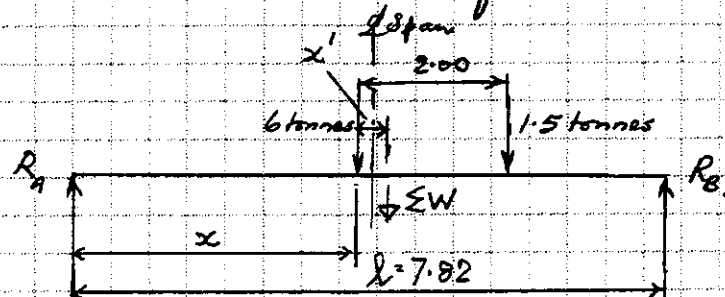 ℄ Span
x'
2.00
6 tonnes
1.5 tonnes
R_A
R_B
ΣW
x
l = 7.82